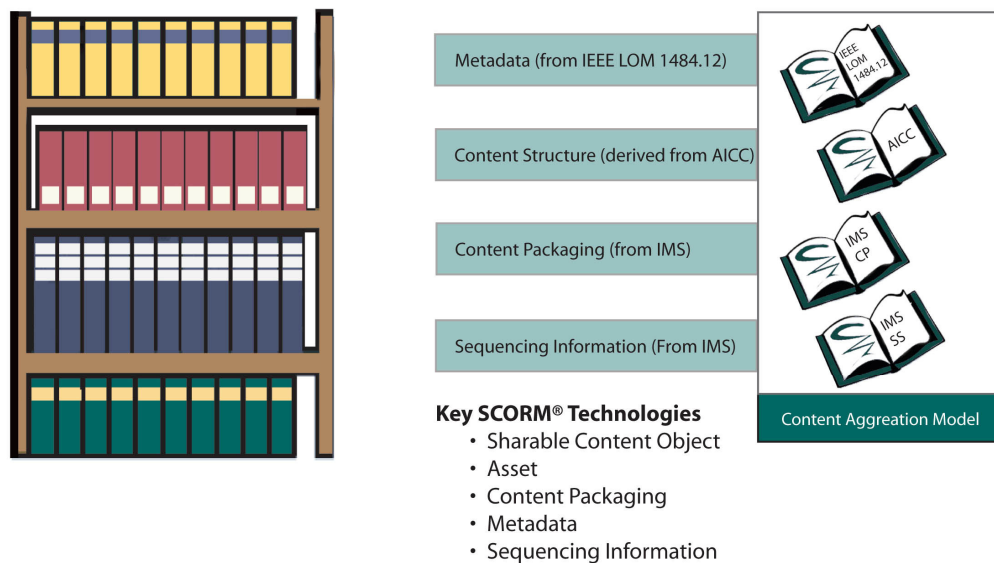 Metadata (from IEEE LOM 1484.12)
Content Structure (derived from AICC)
Content Packaging (from IMS)
Sequencing Information (From IMS)
IEEE
LOM
1484.12
AICC
IMS
CP
IMS
SS
Content Aggreation Model
Key SCORM® Technologies
• Sharable Content Object
• Asset
• Content Packaging
• Metadata
• Sequencing Information